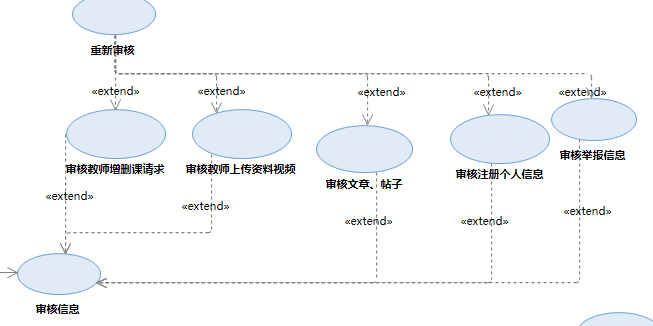 重新审核
«extend»
«extend»
«extend»
«extend»
«extend»
审核教师增删课请求
审核教师上传资料视频
审核文章、帖子
审核注册个人信息
审核举报信息
«extend»
«extend»
«extend»
«extend»
«extend»
审核信息